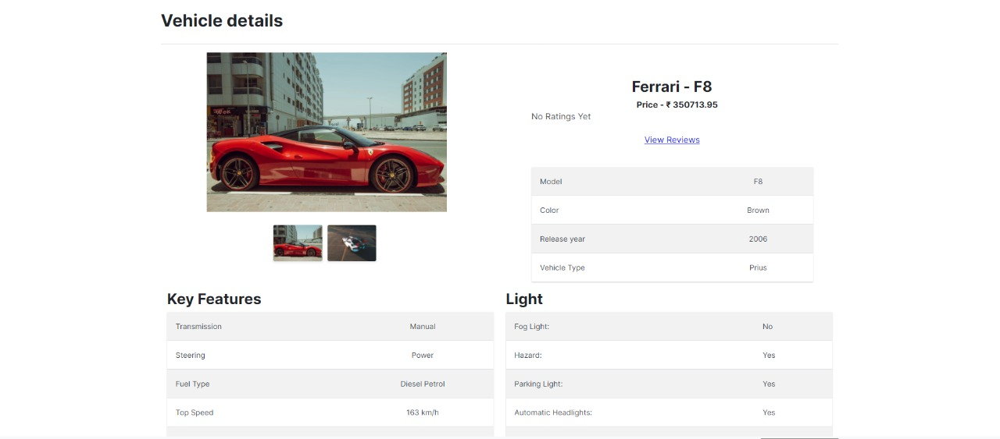 Vehicle details
Ferrari - F8
Price - ₹ 350713.95
No Ratings Yet
View Reviews
Model F8
Color Brown
Release year 2006
Vehicle Type Prius
Key Features
Transmission Manual
Steering Power
Fuel Type Diesel Petrol
Top Speed 163 km/h
Light
Fog Light: No
Hazard: Yes
Parking Light: Yes
Automatic Headlights: Yes